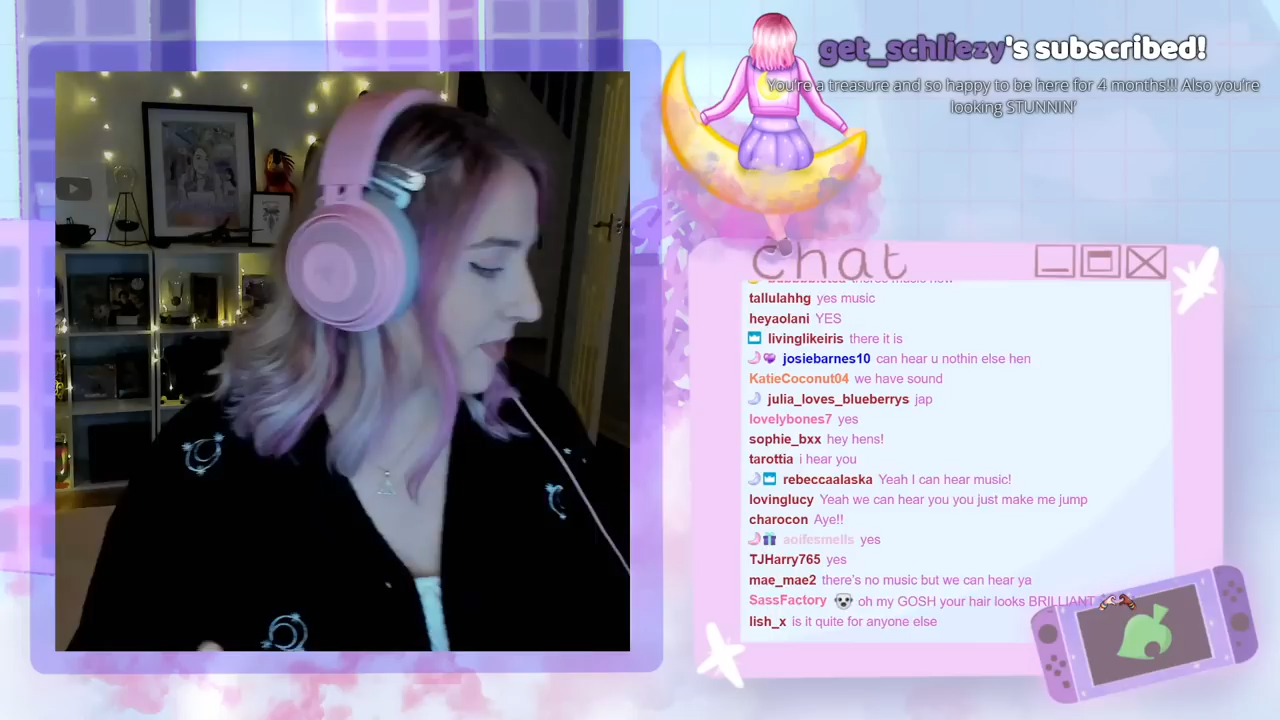 get_schliezy's subscribed!
You're a treasure and so happy to be here for 4 months!!! Also you're
looking STUNNIN'
chat
tallulahhg yes music
heyaolani YES
livinglikeiris there it is
josiebarnes10 can hear u nothin else hen
KatieCoconut04 we have sound
julia_loves_blueberrys jap
lovelybones7 yes
sophie_bxx hey hens!
tarottia i hear you
rebeccaalaska Yeah I can hear music!
lovinglucy Yeah we can hear you you just make me jump
charocon Aye!!
aoifesmells yes
TJHarry765 yes
mae_mae2 there's no music but we can hear ya
SassFactory oh my GOSH your hair looks BRILLIANT
lish_x is it quite for anyone else